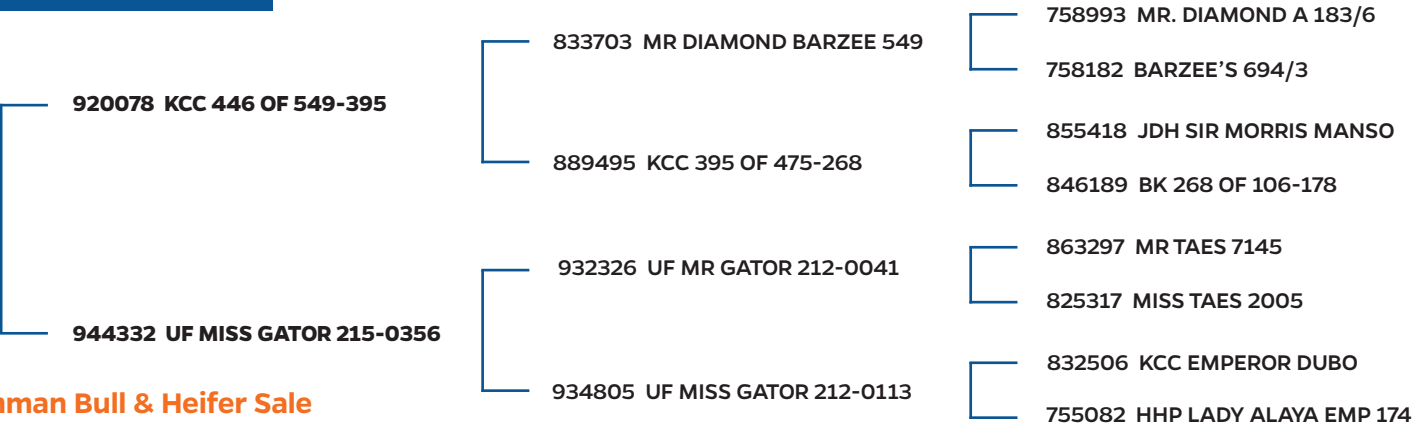 758993 MR. DIAMOND A 183/6
833703 MR DIAMOND BARZEE 549
758182 BARZEE’S 694/3
920078 KCC 446 OF 549-395
855418 JDH SIR MORRIS MANSO
889495 KCC 395 OF 475-268
846189 BK 268 OF 106-178
863297 MR TAES 7145
932326 UF MR GATOR 212-0041
825317 MISS TAES 2005
944332 UF MISS GATOR 215-0356
832506 KCC EMPEROR DUBO
934805 UF MISS GATOR 212-0113
755082 HHP LADY ALAYA EMP 174
Bull & Heifer Sale